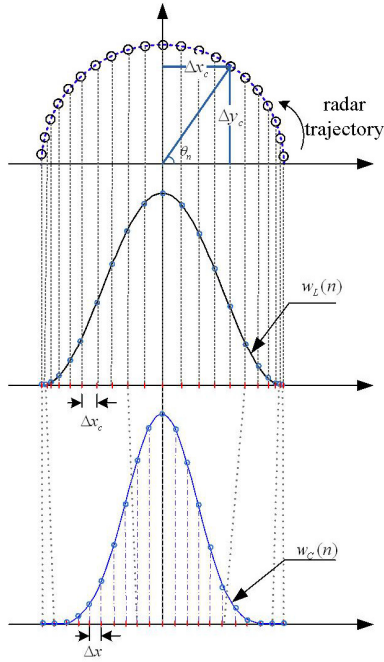 Δx_c
Δy_c
radar
trajectory
θ_n
w_L(n)
Δx_c
w_C(n)
Δx